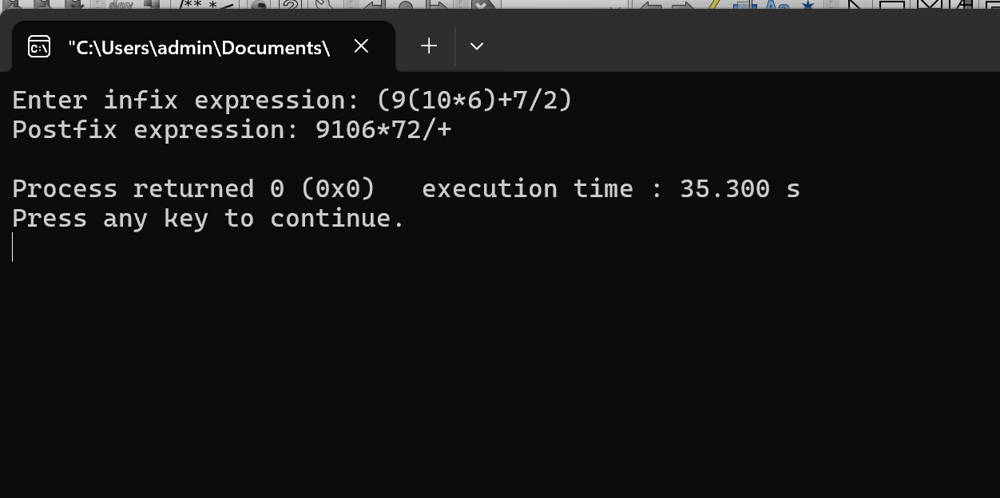 "C:\Users\admin\Documents\
Enter infix expression: (9(10*6)+7/2)
Postfix expression: 9106*72/+
Process returned 0 (0x0)   execution time : 35.300 s
Press any key to continue.